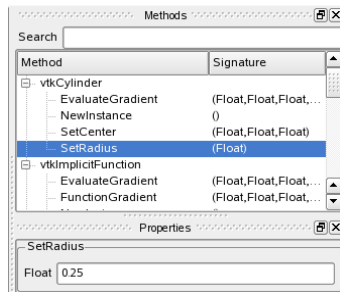 Methods
Search
Method Signature
vtkCylinder
EvaluateGradient (Float,Float,Float,...
NewInstance ()
SetCenter (Float,Float,Float)
SetRadius (Float)
vtkImplicitFunction
EvaluateGradient (Float,Float,Float,...
FunctionGradient (Float,Float,Float,...
Properties
SetRadius
Float 0.25